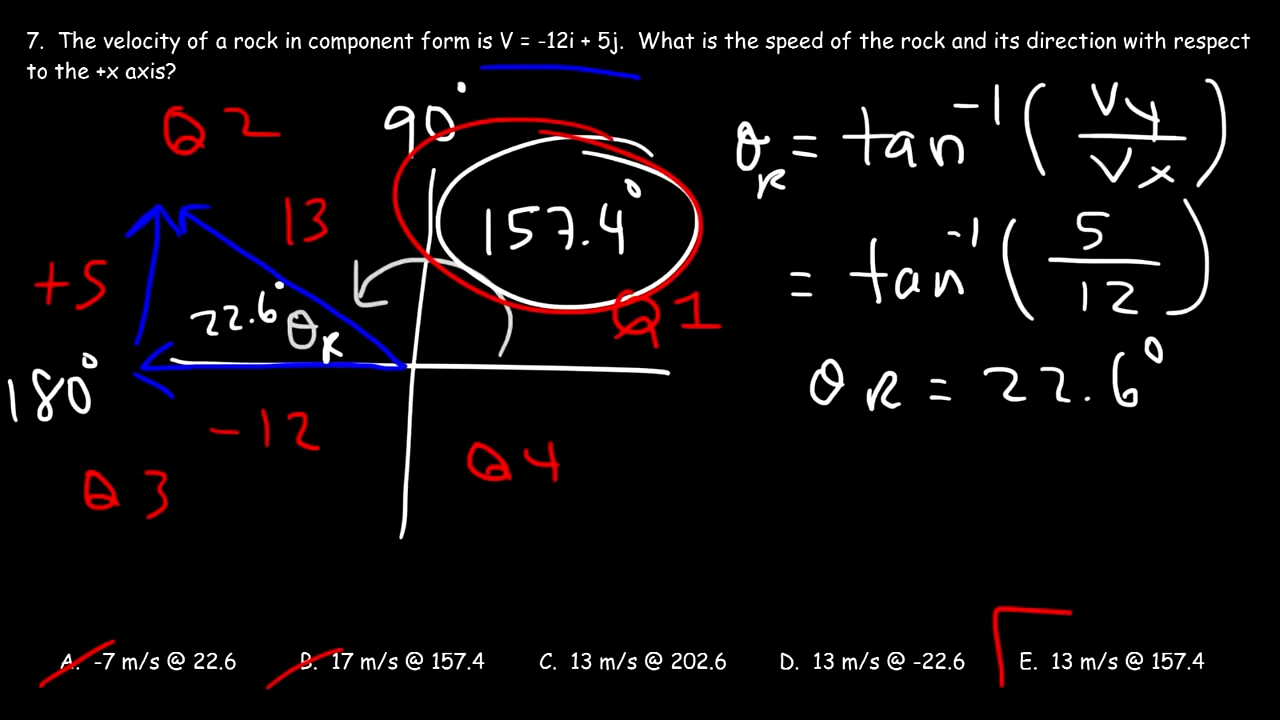 7. The velocity of a rock in component form is V = -12i + 5j. What is the speed of the rock and its direction with respect
to the +x axis?
Q2
90°
θR = tan⁻¹(Vy/Vx)
13
157.4°
+5
22.6° θR
Q1
= tan⁻¹(5/12)
180°
-12
θR = 22.6°
Q3
Q4
A. -7 m/s @ 22.6
B. 17 m/s @ 157.4
C. 13 m/s @ 202.6
D. 13 m/s @ -22.6
E. 13 m/s @ 157.4